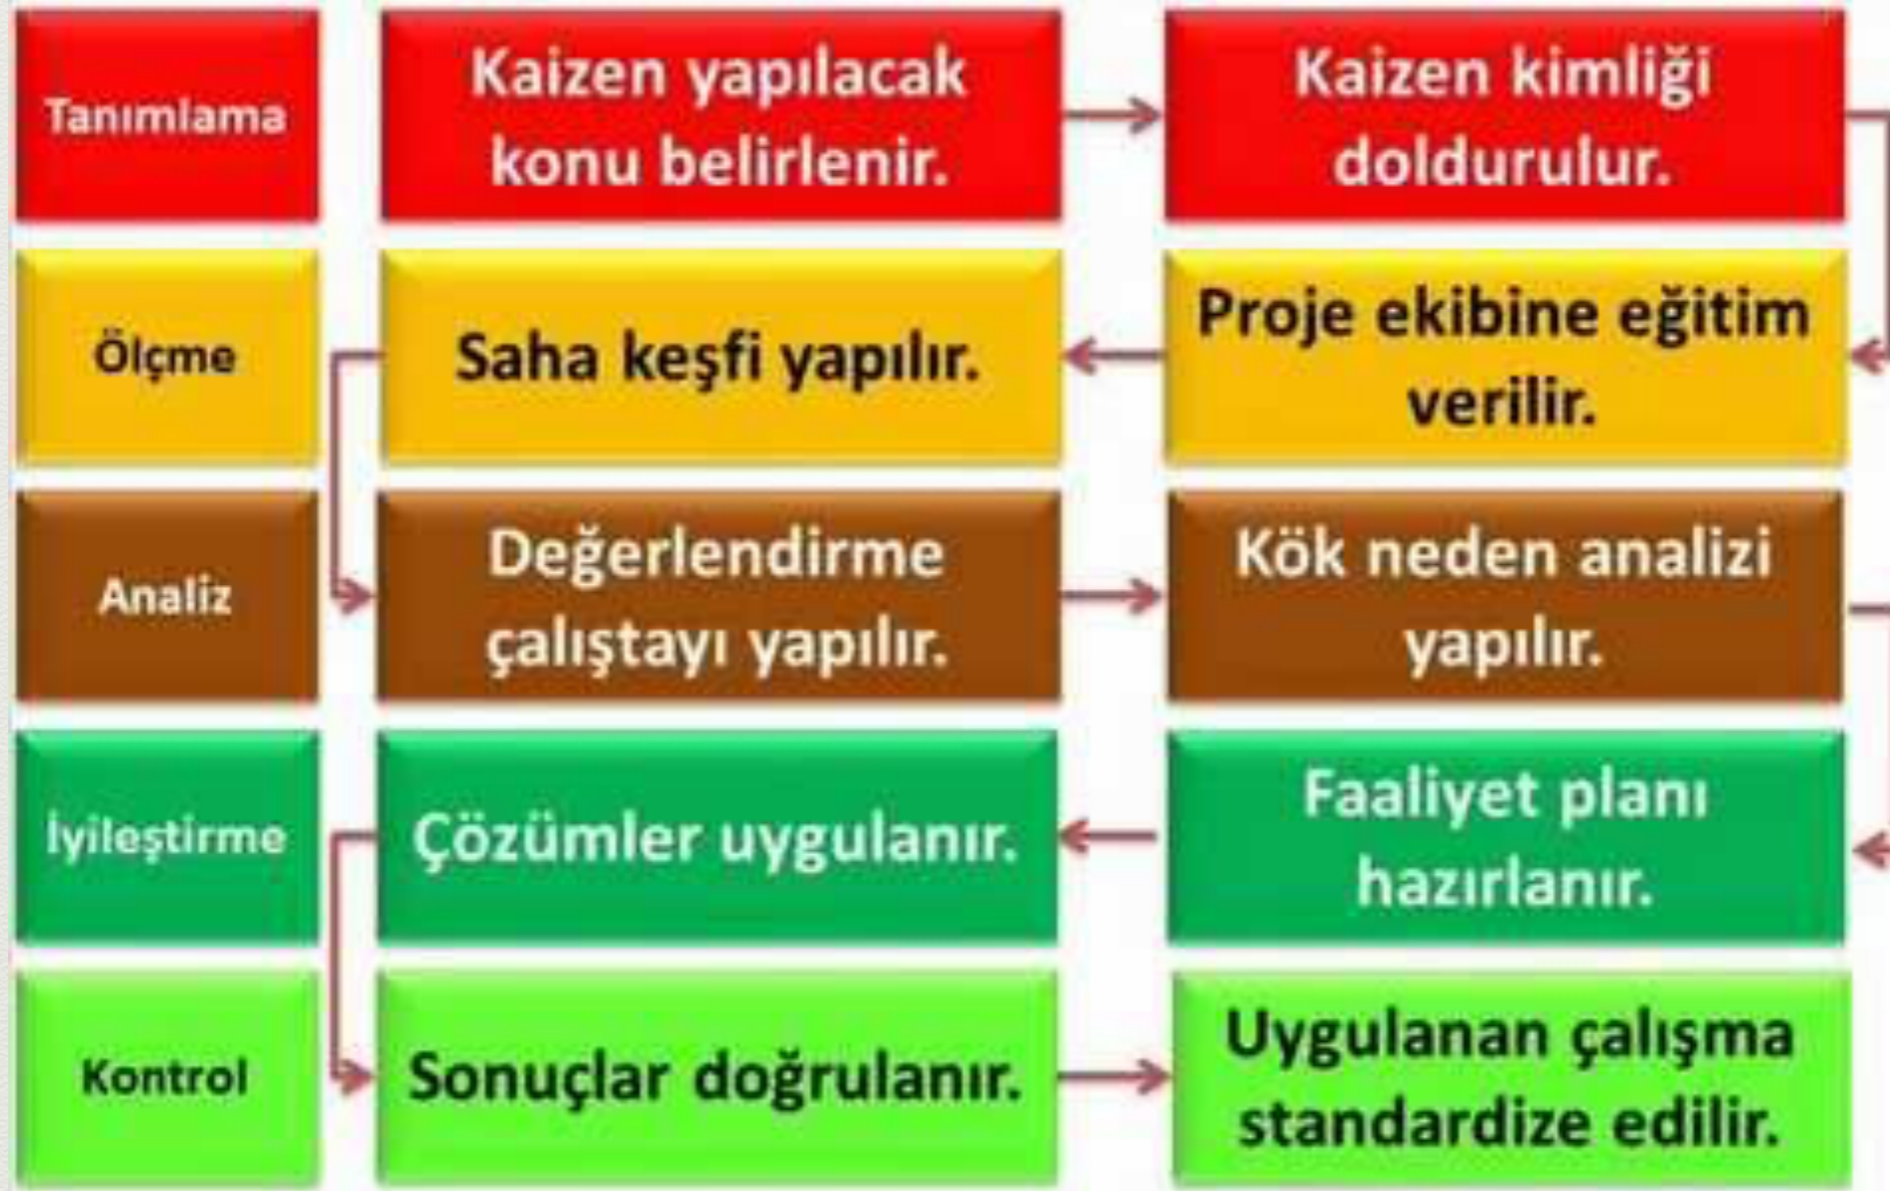 Tanımlama
Kaizen yapılacak
konu belirlenir.
Kaizen kimliği
doldurulur.
Ölçme
Saha keşfi yapılır.
Proje ekibine eğitim
verilir.
Analiz
Değerlendirme
çalıştayı yapılır.
Kök neden analizi
yapılır.
İyileştirme
Çözümler uygulanır.
Faaliyet planı
hazırlanır.
Kontrol
Sonuçlar doğrulanır.
Uygulanan çalışma
standardize edilir.